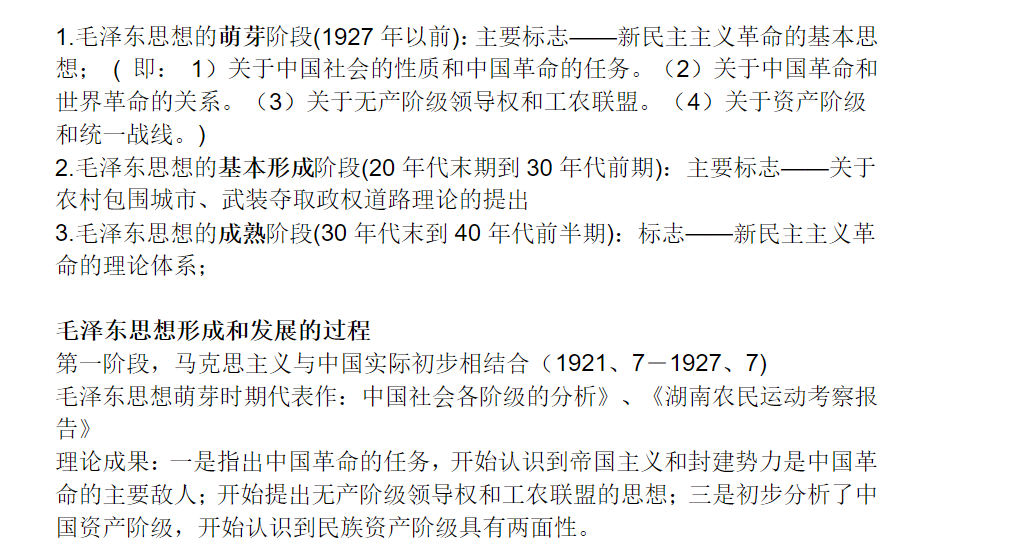 1.毛泽东思想的萌芽阶段(1927 年以前)：主要标志——新民主主义革命的基本思
想；（ 即： 1）关于中国社会的性质和中国革命的任务。（2）关于中国革命和
世界革命的关系。（3）关于无产阶级领导权和工农联盟。（4）关于资产阶级
和统一战线。)
2.毛泽东思想的基本形成阶段(20 年代末期到 30 年代前期)：主要标志——关于
农村包围城市、武装夺取政权道路理论的提出
3.毛泽东思想的成熟阶段(30 年代末到 40 年代前半期)：标志——新民主主义革
命的理论体系；
毛泽东思想形成和发展的过程
第一阶段，马克思主义与中国实际初步相结合（1921、7－1927、7)
毛泽东思想萌芽时期代表作：中国社会各阶级的分析》、《湖南农民运动考察报
告》
理论成果：一是指出中国革命的任务，开始认识到帝国主义和封建势力是中国革
命的主要敌人；开始提出无产阶级领导权和工农联盟的思想；三是初步分析了中
国资产阶级，开始认识到民族资产阶级具有两面性。